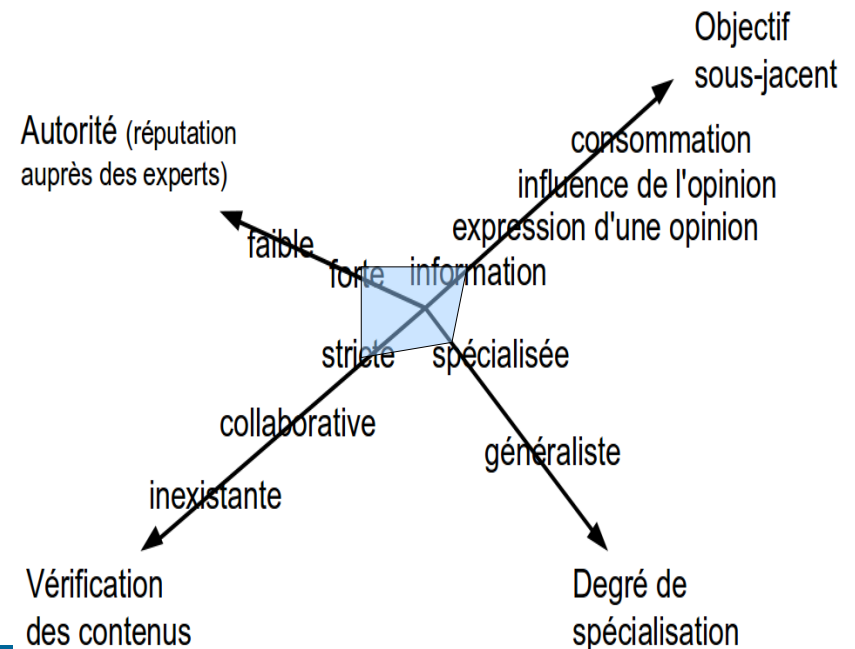 Objectif
sous-jacent
Autorité (réputation
auprès des experts)
consommation
influence de l'opinion
expression d'une opinion
faible
forte
information
stricte
spécialisée
collaborative
généraliste
inexistante
Vérification
des contenus
Degré de
spécialisation